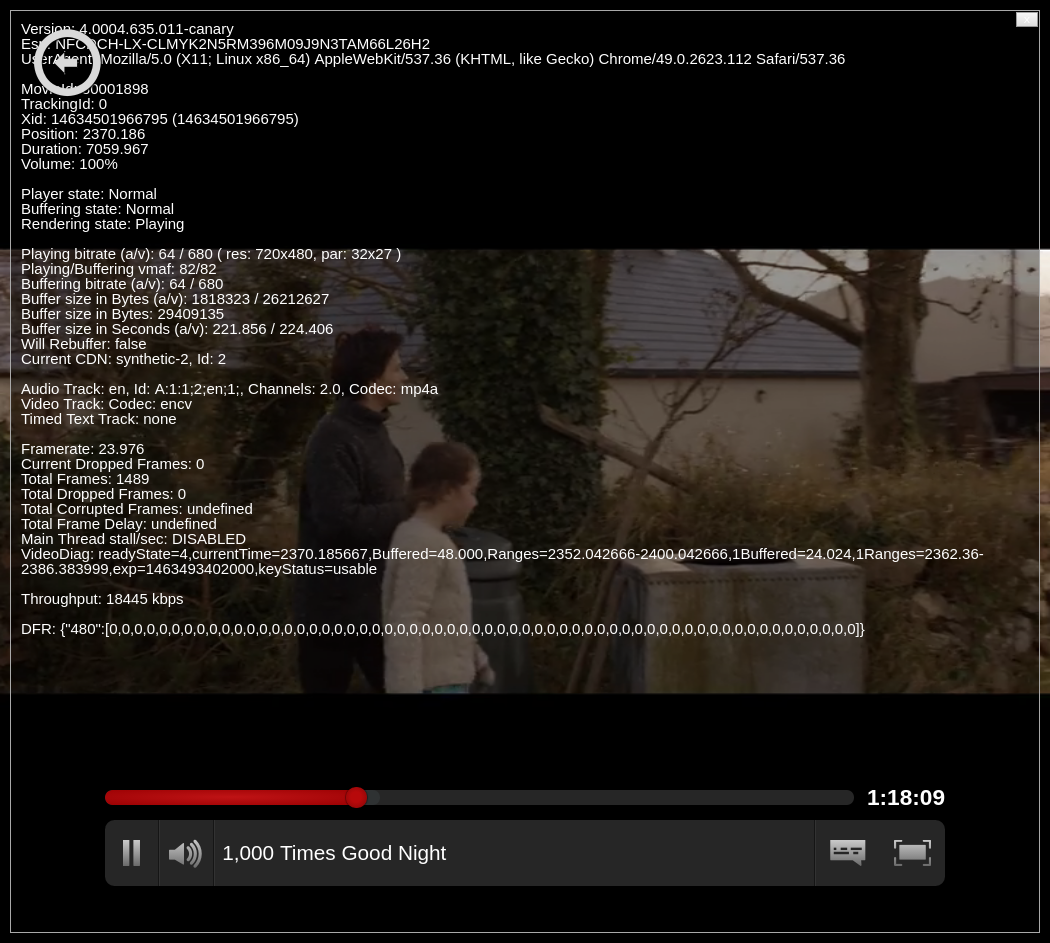 Version: 4.0004.635.011-canary
Esn: NFCDCH-LX-CLMYK2N5RM396M09J9N3TAM66L26H2
UserAgent: Mozilla/5.0 (X11; Linux x86_64) AppleWebKit/537.36 (KHTML, like Gecko) Chrome/49.0.2623.112 Safari/537.36
MovieId: 80001898
TrackingId: 0
Xid: 14634501966795 (14634501966795)
Position: 2370.186
Duration: 7059.967
Volume: 100%
Player state: Normal
Buffering state: Normal
Rendering state: Playing
Playing bitrate (a/v): 64 / 680 ( res: 720x480, par: 32x27 )
Playing/Buffering vmaf: 82/82
Buffering bitrate (a/v): 64 / 680
Buffer size in Bytes (a/v): 1818323 / 26212627
Buffer size in Bytes: 29409135
Buffer size in Seconds (a/v): 221.856 / 224.406
Will Rebuffer: false
Current CDN: synthetic-2, Id: 2
Audio Track: en, Id: A:1:1;2;en;1;, Channels: 2.0, Codec: mp4a
Video Track: Codec: encv
Timed Text Track: none
Framerate: 23.976
Current Dropped Frames: 0
Total Frames: 1489
Total Dropped Frames: 0
Total Corrupted Frames: undefined
Total Frame Delay: undefined
Main Thread stall/sec: DISABLED
VideoDiag: readyState=4,currentTime=2370.185667,Buffered=48.000,Ranges=2352.042666-2400.042666,1Buffered=24.024,1Ranges=2362.36-
2386.383999,exp=1463493402000,keyStatus=usable
Throughput: 18445 kbps
DFR: {"480":[0,0,0,0,0,0,0,0,0,0,0,0,0,0,0,0,0,0,0,0,0,0,0,0,0,0,0,0,0,0,0,0,0,0,0,0,0,0,0,0,0,0,0,0,0,0,0,0,0,0,0,0,0,0,0,0,0,0,0,0]}
1:18:09
1,000 Times Good Night